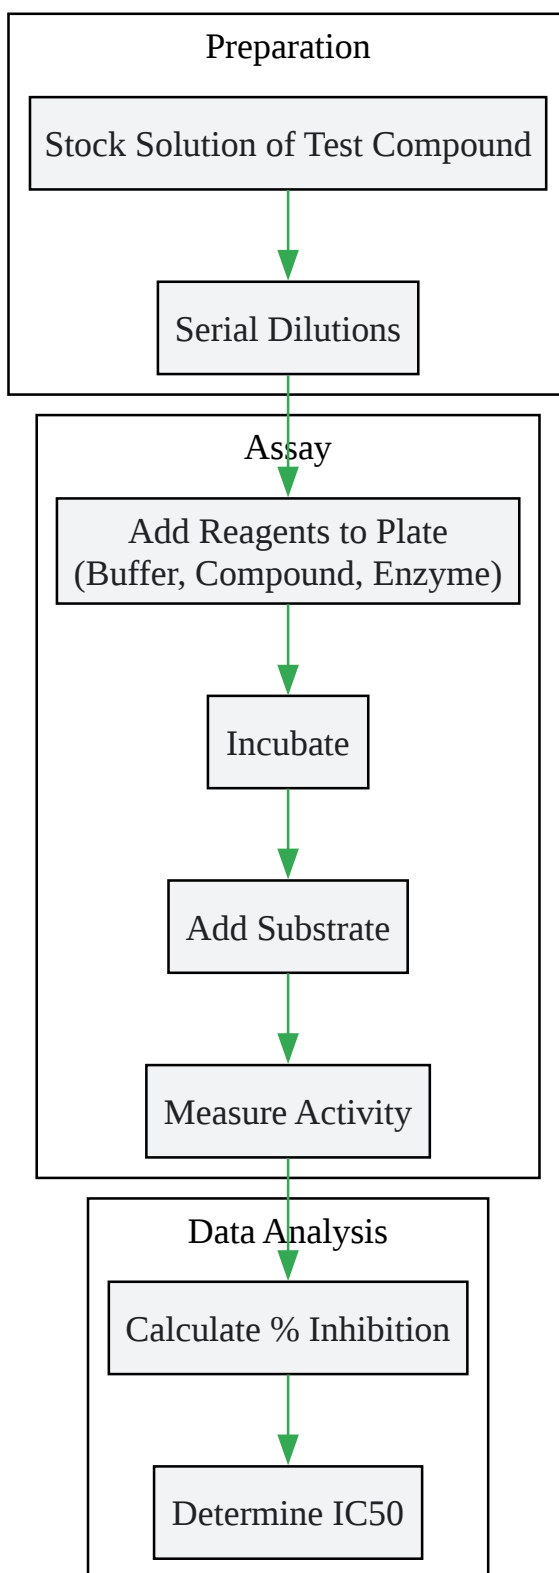 Preparation
Stock Solution of Test Compound
Serial Dilutions
Assay
Add Reagents to Plate
(Buffer, Compound, Enzyme)
Incubate
Add Substrate
Measure Activity
Data Analysis
Calculate % Inhibition
Determine IC50